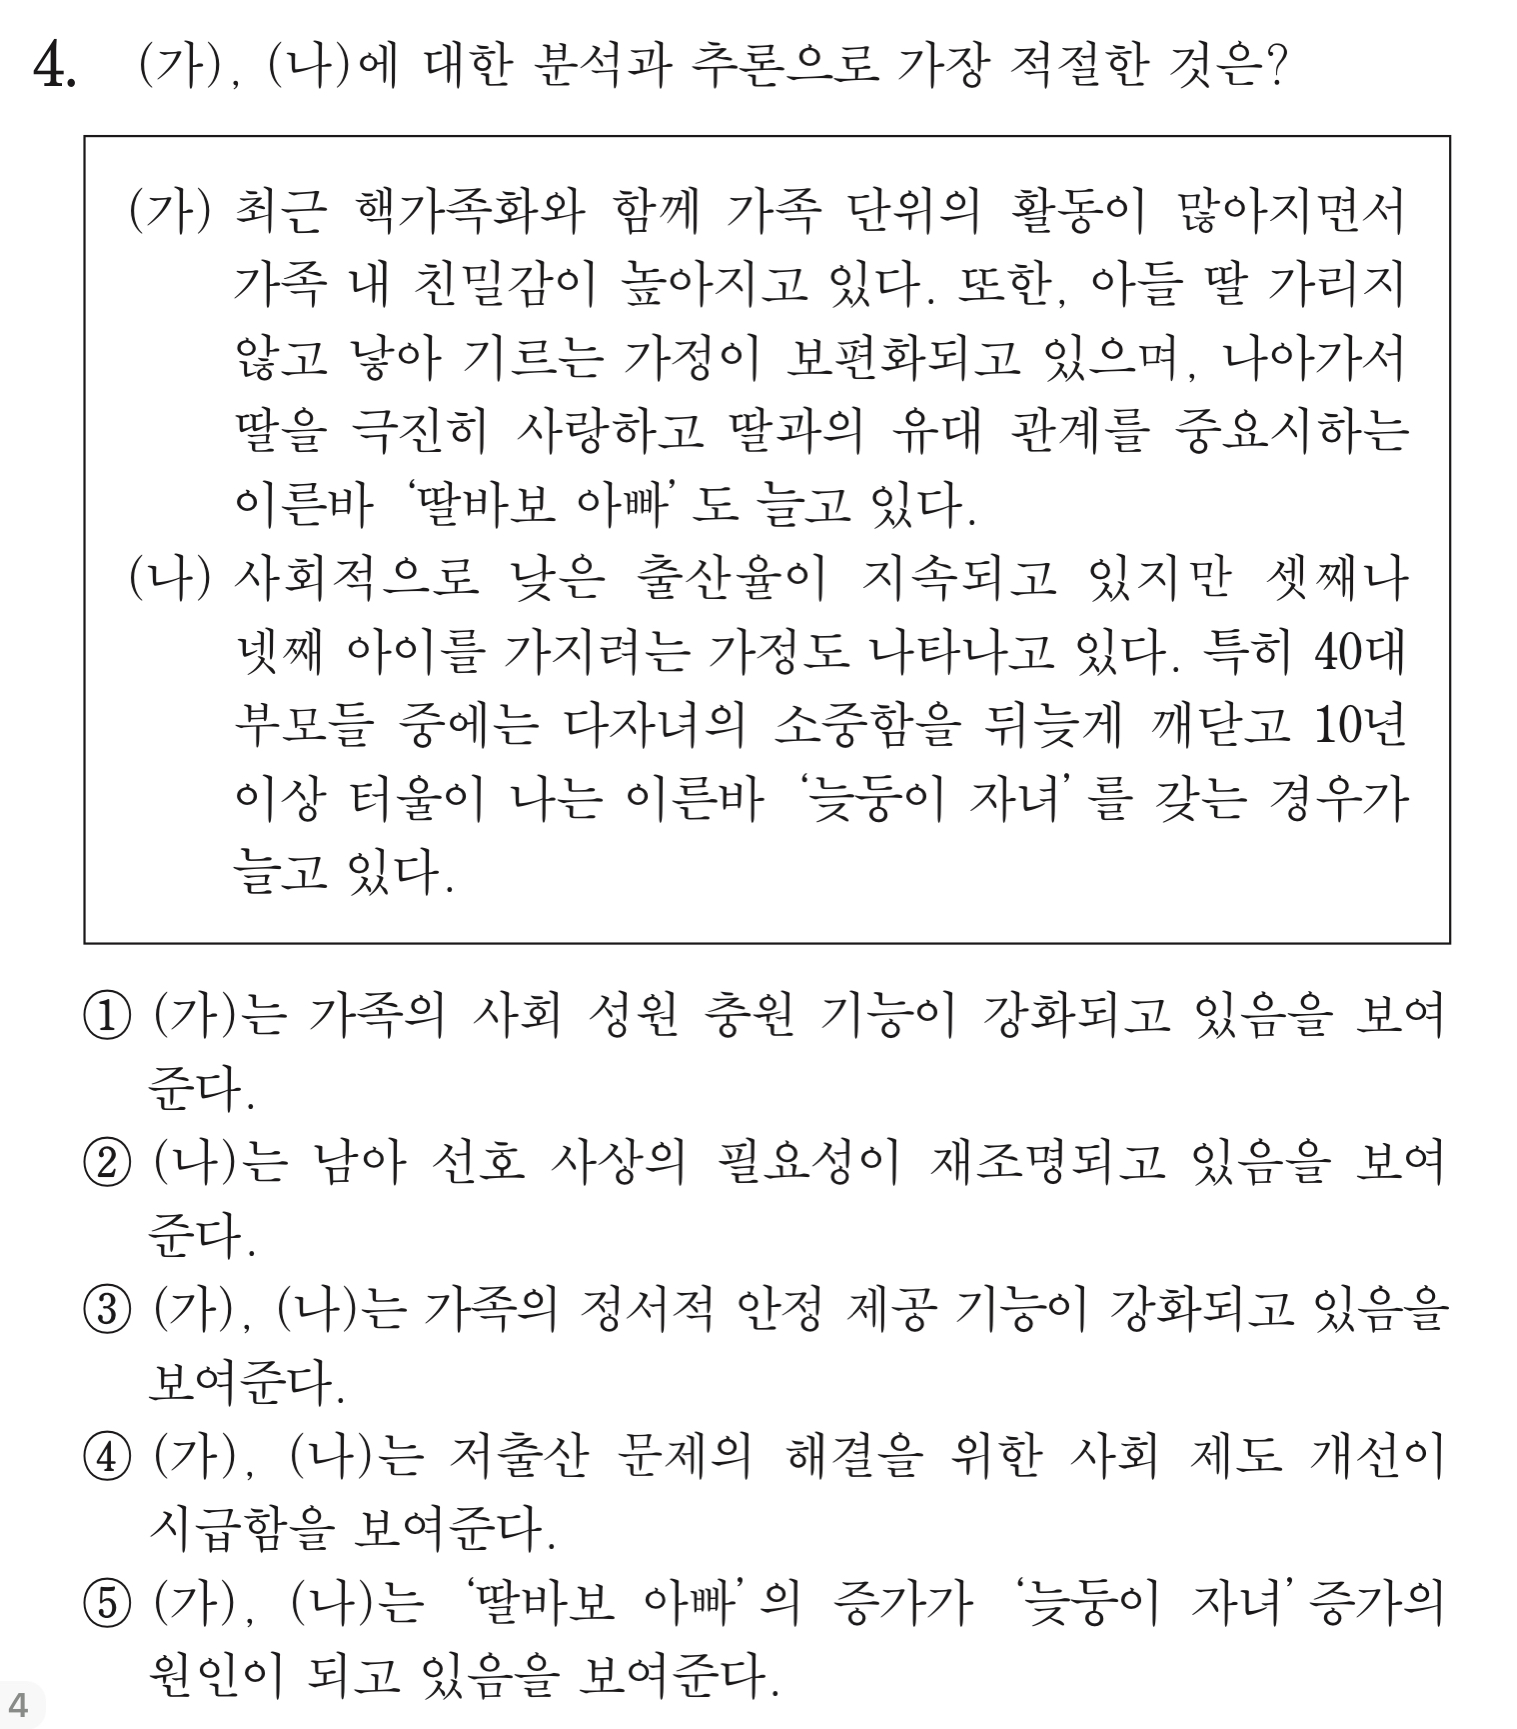 4. (가), (나)에 대한 분석과 추론으로 가장 적절한 것은?
(가) 최근 핵가족화와 함께 가족 단위의 활동이 많아지면서
가족 내 친밀감이 높아지고 있다. 또한, 아들 딸 가리지
않고 낳아 기르는 가정이 보편화되고 있으며, 나아가서
딸을 극진히 사랑하고 딸과의 유대 관계를 중요시하는
이른바 ‘딸바보 아빠’도 늘고 있다.
(나) 사회적으로 낮은 출산율이 지속되고 있지만 셋째나
넷째 아이를 가지려는 가정도 나타나고 있다. 특히 40대
부모들 중에는 다자녀의 소중함을 뒤늦게 깨닫고 10년
이상 터울이 나는 이른바 ‘늦둥이 자녀’를 갖는 경우가
늘고 있다.
① (가)는 가족의 사회 성원 충원 기능이 강화되고 있음을 보여
준다.
② (나)는 남아 선호 사상의 필요성이 재조명되고 있음을 보여
준다.
③ (가), (나)는 가족의 정서적 안정 제공 기능이 강화되고 있음을
보여준다.
④ (가), (나)는 저출산 문제의 해결을 위한 사회 제도 개선이
시급함을 보여준다.
⑤ (가), (나)는 ‘딸바보 아빠’의 증가가 ‘늦둥이 자녀’증가의
원인이 되고 있음을 보여준다.
4